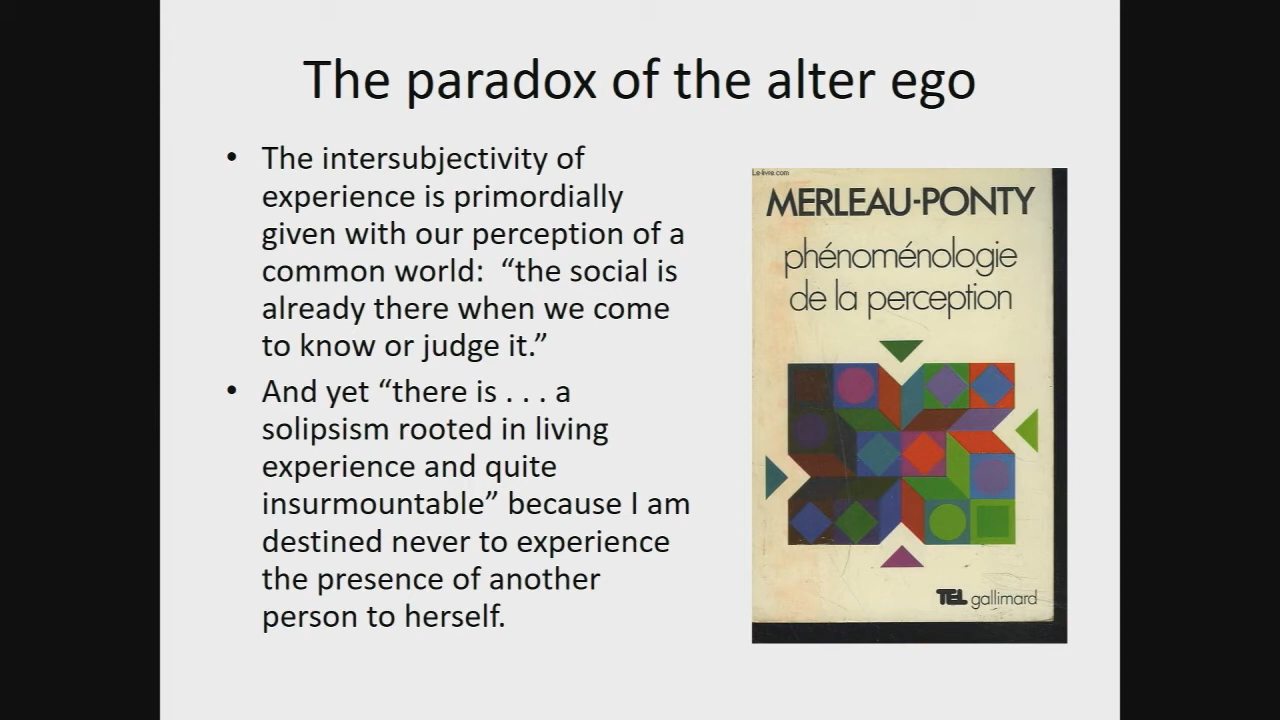 The paradox of the alter ego
• The intersubjectivity of
experience is primordially
given with our perception of a
common world:  “the social is
already there when we come
to know or judge it.”
• And yet “there is . . . a
solipsism rooted in living
experience and quite
insurmountable” because I am
destined never to experience
the presence of another
person to herself.
Le-livre.com
MERLEAU-PONTY
phénoménologie
de la perception
TEL gallimard